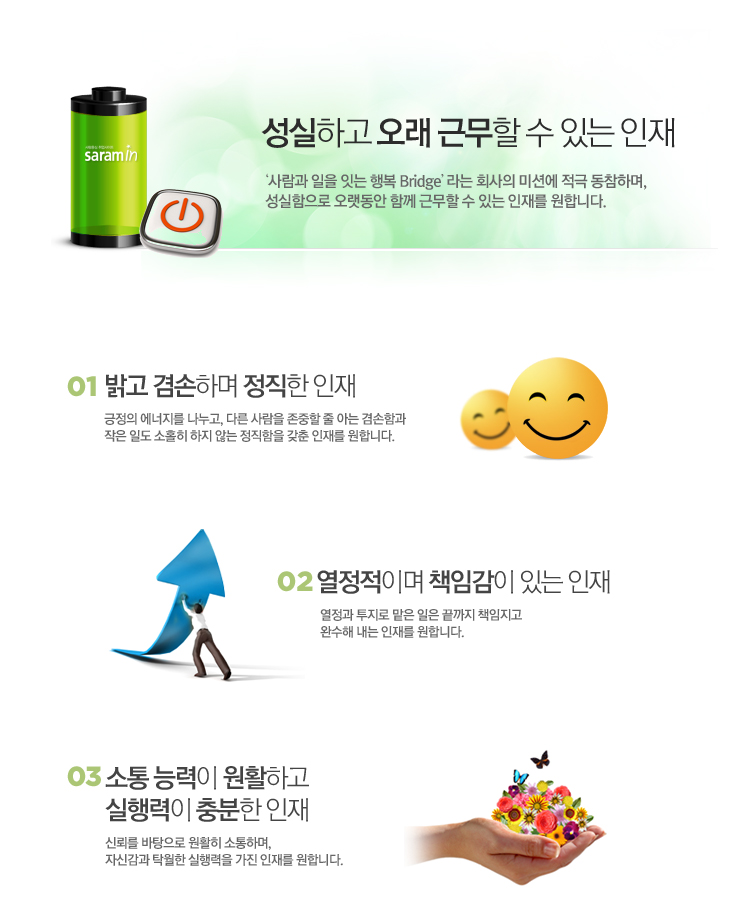 saramin
성실하고 오래 근무할 수 있는 인재
‘사람과 일을 잇는 행복 Bridge’ 라는 회사의 미션에 적극 동참하며,
성실함으로 오랫동안 함께 근무할 수 있는 인재를 원합니다.
01 밝고 겸손하며 정직한 인재
긍정의 에너지를 나누고, 다른 사람을 존중할 줄 아는 겸손함과
작은 일도 소홀히 하지 않는 정직함을 갖춘 인재를 원합니다.
02 열정적이며 책임감이 있는 인재
열정과 투지로 맡은 일은 끝까지 책임지고
완수해 내는 인재를 원합니다.
03 소통 능력이 원활하고
실행력이 충분한 인재
신뢰를 바탕으로 원활히 소통하며,
자신감과 탁월한 실행력을 가진 인재를 원합니다.